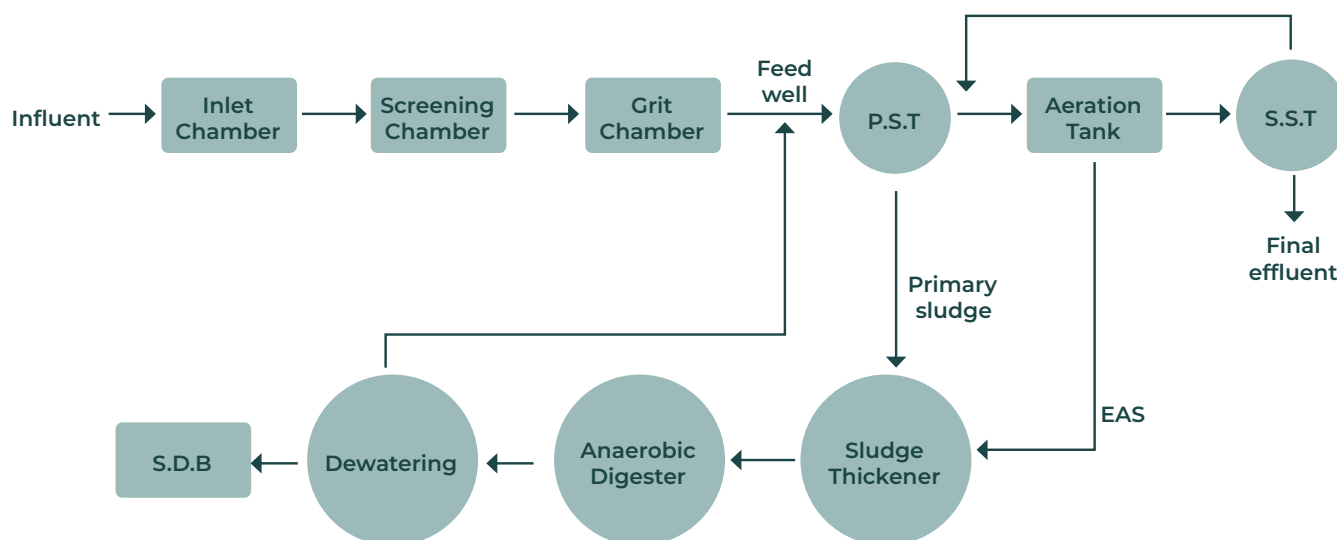 Influent
Inlet
Chamber
Screening
Chamber
Grit
Chamber
Feed
well
P.S.T
Aeration
Tank
S.S.T
Final
effluent
Primary
sludge
EAS
S.D.B
Dewatering
Anaerobic
Digester
Sludge
Thickener